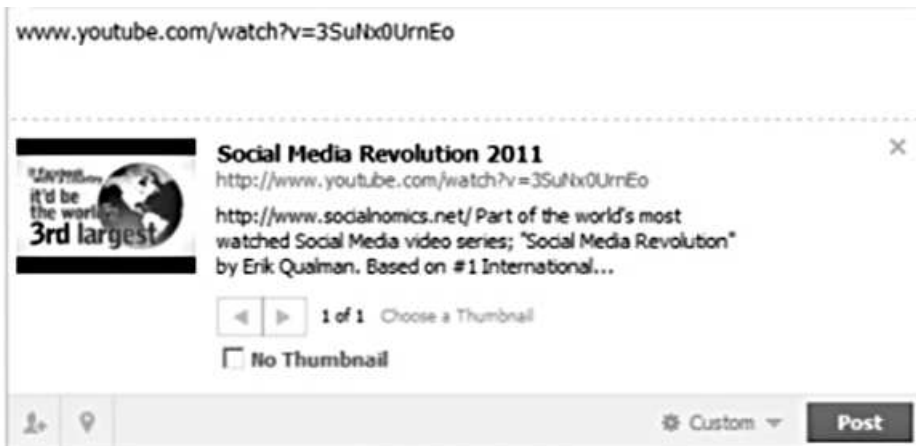 www.youtube.com/watch?v=3SuNx0UrnEo
Social Media Revolution 2011
http://www.youtube.com/watch?v=3SuNx0UrnEo
it'd be
the world
3rd largest
http://www.socialnomics.net/ Part of the world's most
watched Social Media video series; "Social Media Revolution"
by Erik Qualman. Based on #1 International...
1 of 1 Choose a Thumbnail
No Thumbnail
Custom Post